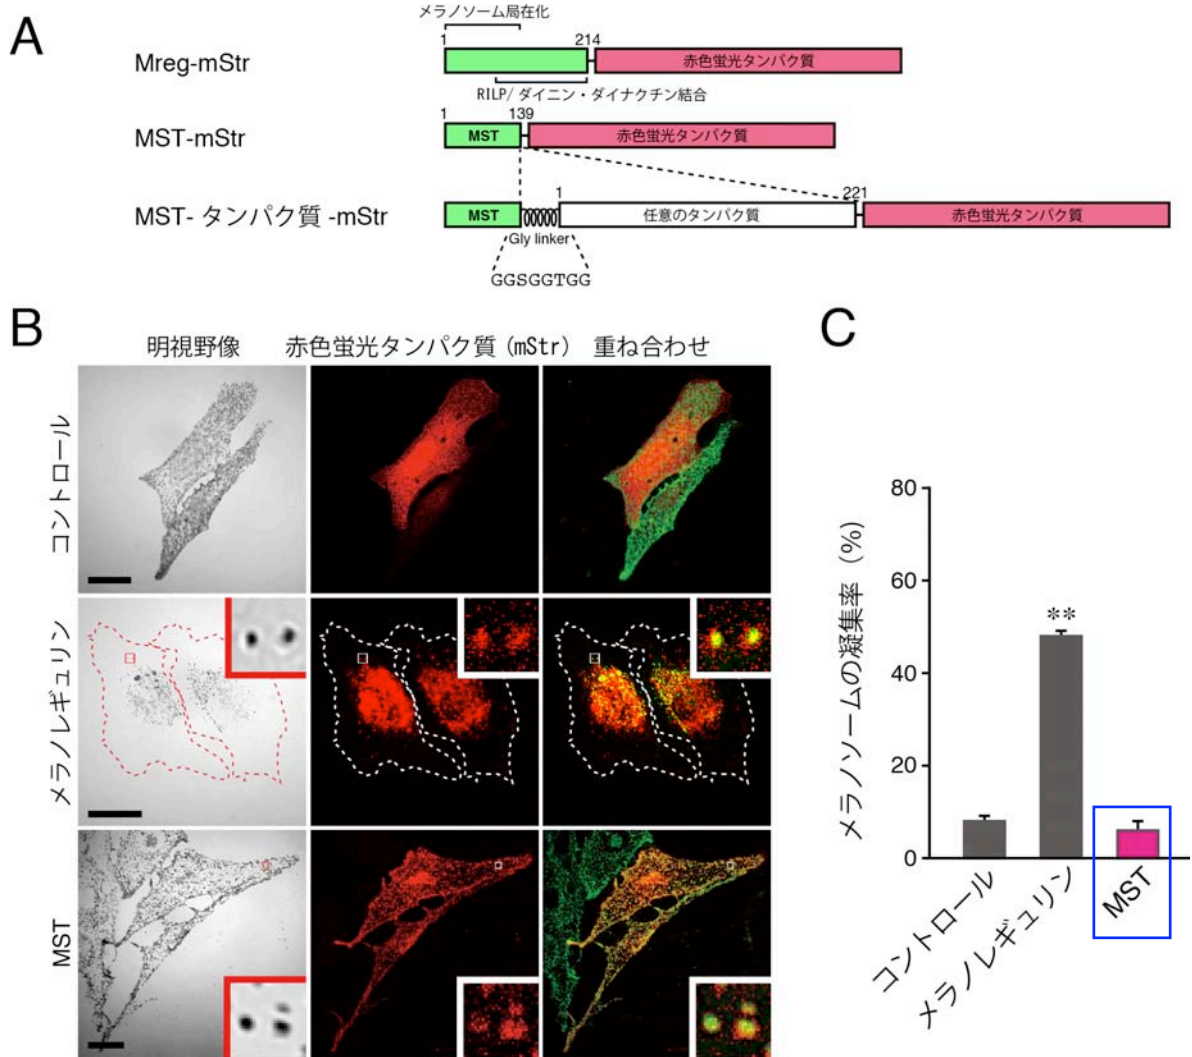 A
メラノソーム局在化
1 214
Mreg-mStr
赤色蛍光タンパク質
RILP/ ダイニン・ダイナクチン結合
1 139
MST-mStr
MST
赤色蛍光タンパク質
1 221
MST- タンパク質 -mStr
MST
任意のタンパク質
赤色蛍光タンパク質
Gly linker
GGSGGTGG
B
明視野像 赤色蛍光タンパク質 (mStr) 重ね合わせ
コントロール
メラノレギュリン
MST
C
メラノソームの凝集率 (%)
80
60
40
20
0
**
コントロール
メラノレギュリン
MST